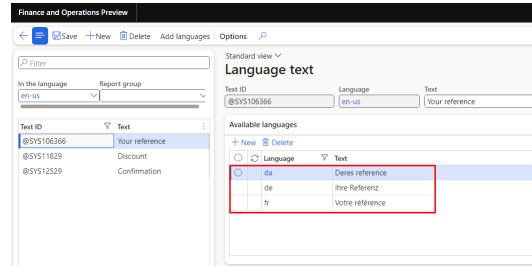 Finance and Operations Preview
Save New Delete Add languages Options
Filter
In the language Report group
en-us
Text ID Text
@SYS106366 Your reference
@SYS11829 Discount
@SYS12529 Confirmation
Standard view
Language text
Text ID Language Text
@SYS106366 en-us Your reference
Available languages
New Delete
Language Text
da Deres reference
de Ihre Referenz
fr Votre référence